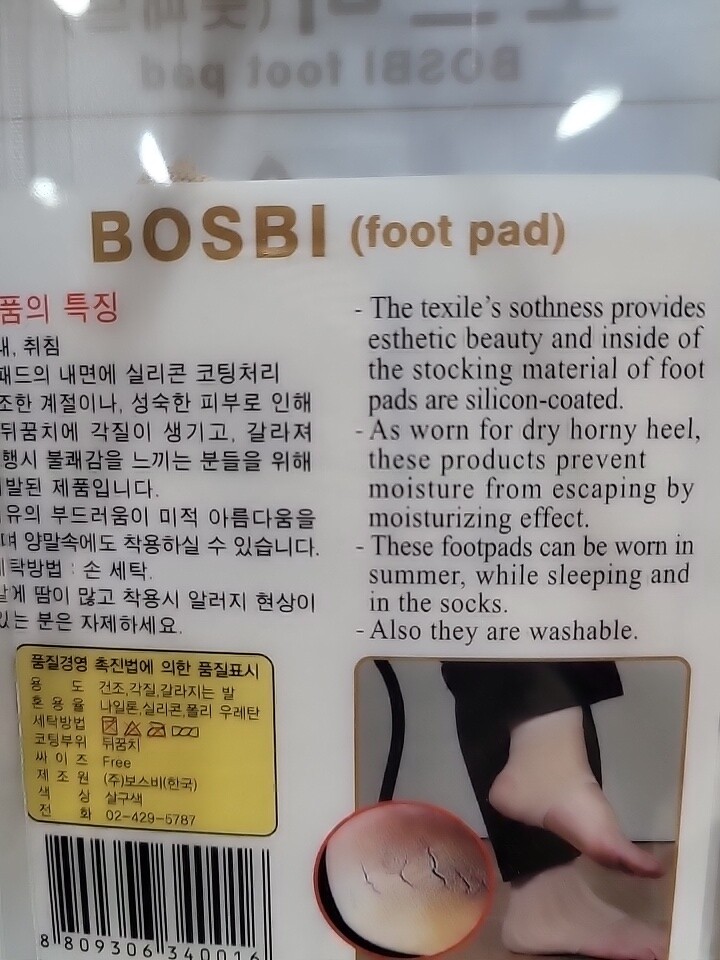 BOSBI foot pad
BOSBI (foot pad)
품의 특징
취침
패드의 내면에 실리콘 코팅처리
조한 계절이나, 성숙한 피부로 인해
뒤꿈치에 각질이 생기고, 갈라져
행시 불쾌감을 느끼는 분들을 위해
발된 제품입니다.
유의 부드러움이 미적 아름다움을
며 양말속에도 착용하실 수 있습니다.
탁방법 : 손 세탁.
땀이 많고 착용시 알러지 현상이
있는 분은 자제하세요.
- The texile's sothness provides
esthetic beauty and inside of
the stocking material of foot
pads are silicon-coated.
- As worn for dry horny heel,
these products prevent
moisture from escaping by
moisturizing effect.
- These footpads can be worn in
summer, while sleeping and
in the socks.
- Also they are washable.
품질경영 촉진법에 의한 품질표시
용 도 건조,각질,갈라지는 발
혼 용 율 나일론,실리콘,폴리 우레탄
세탁방법
코팅부위 뒤꿈치
싸 이 즈 Free
제 조 원 (주)보스비(한국)
색 상 살구색
전 화 02-429-5787
8 809306 340016